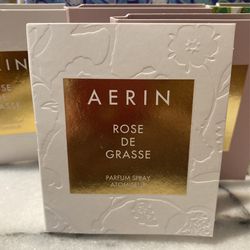 AERIN
ROSE
DE
GRASSE
PARFUM SPRAY
ATOMISEUR